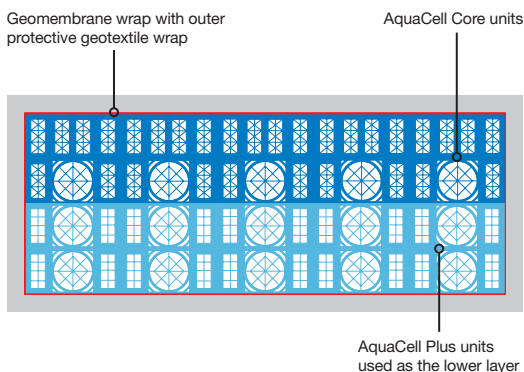 Geomembrane wrap with outer
protective geotextile wrap
AquaCell Core units
AquaCell Plus units
used as the lower layer